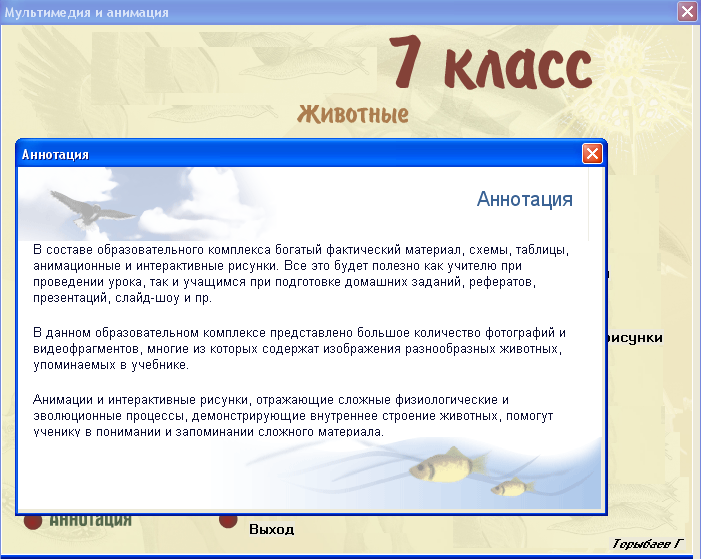 Мультимедия и анимация
7 класс
Животные
Аннотация
Аннотация
В составе образовательного комплекса богатый фактический материал, схемы, таблицы,
анимационные и интерактивные рисунки. Все это будет полезно как учителю при
проведении урока, так и учащимся при подготовке домашних заданий, рефератов,
презентаций, слайд-шоу и пр.
В данном образовательном комплексе представлено большое количество фотографий и
видеофрагментов, многие из которых содержат изображения разнообразных животных,
упоминаемых в учебнике.
Анимации и интерактивные рисунки, отражающие сложные физиологические и
эволюционные процессы, демонстрирующие внутреннее строение животных, помогут
ученику в понимании и запоминании сложного материала.
рисунки
Аннотация
Выход
Торыбаев Г